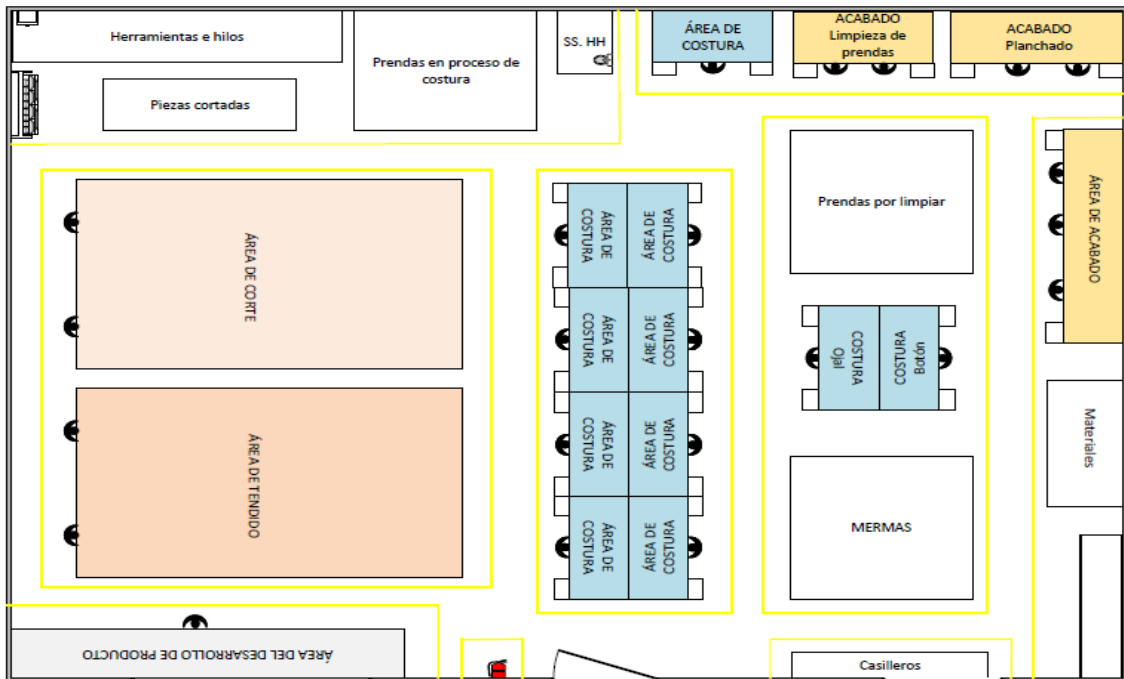 Herramientas e hilos
Piezas cortadas
Prendas en proceso de
costura
SS. HH
ÁREA DE
COSTURA
ACABADO
Limpieza de
prendas
ACABADO
Planchado
ÁREA DE CORTE
ÁREA DE TENDIDO
ÁREA DE
COSTURA
ÁREA DE
COSTURA
ÁREA DE
COSTURA
ÁREA DE
COSTURA
ÁREA DE
COSTURA
ÁREA DE
COSTURA
ÁREA DE
COSTURA
ÁREA DE
COSTURA
Prendas por limpiar
COSTURA
Ojal
COSTURA
Botón
MERMAS
ÁREA DE ACABADO
Materiales
ÁREA DEL DESARROLLO DE PRODUCTO
Casilleros